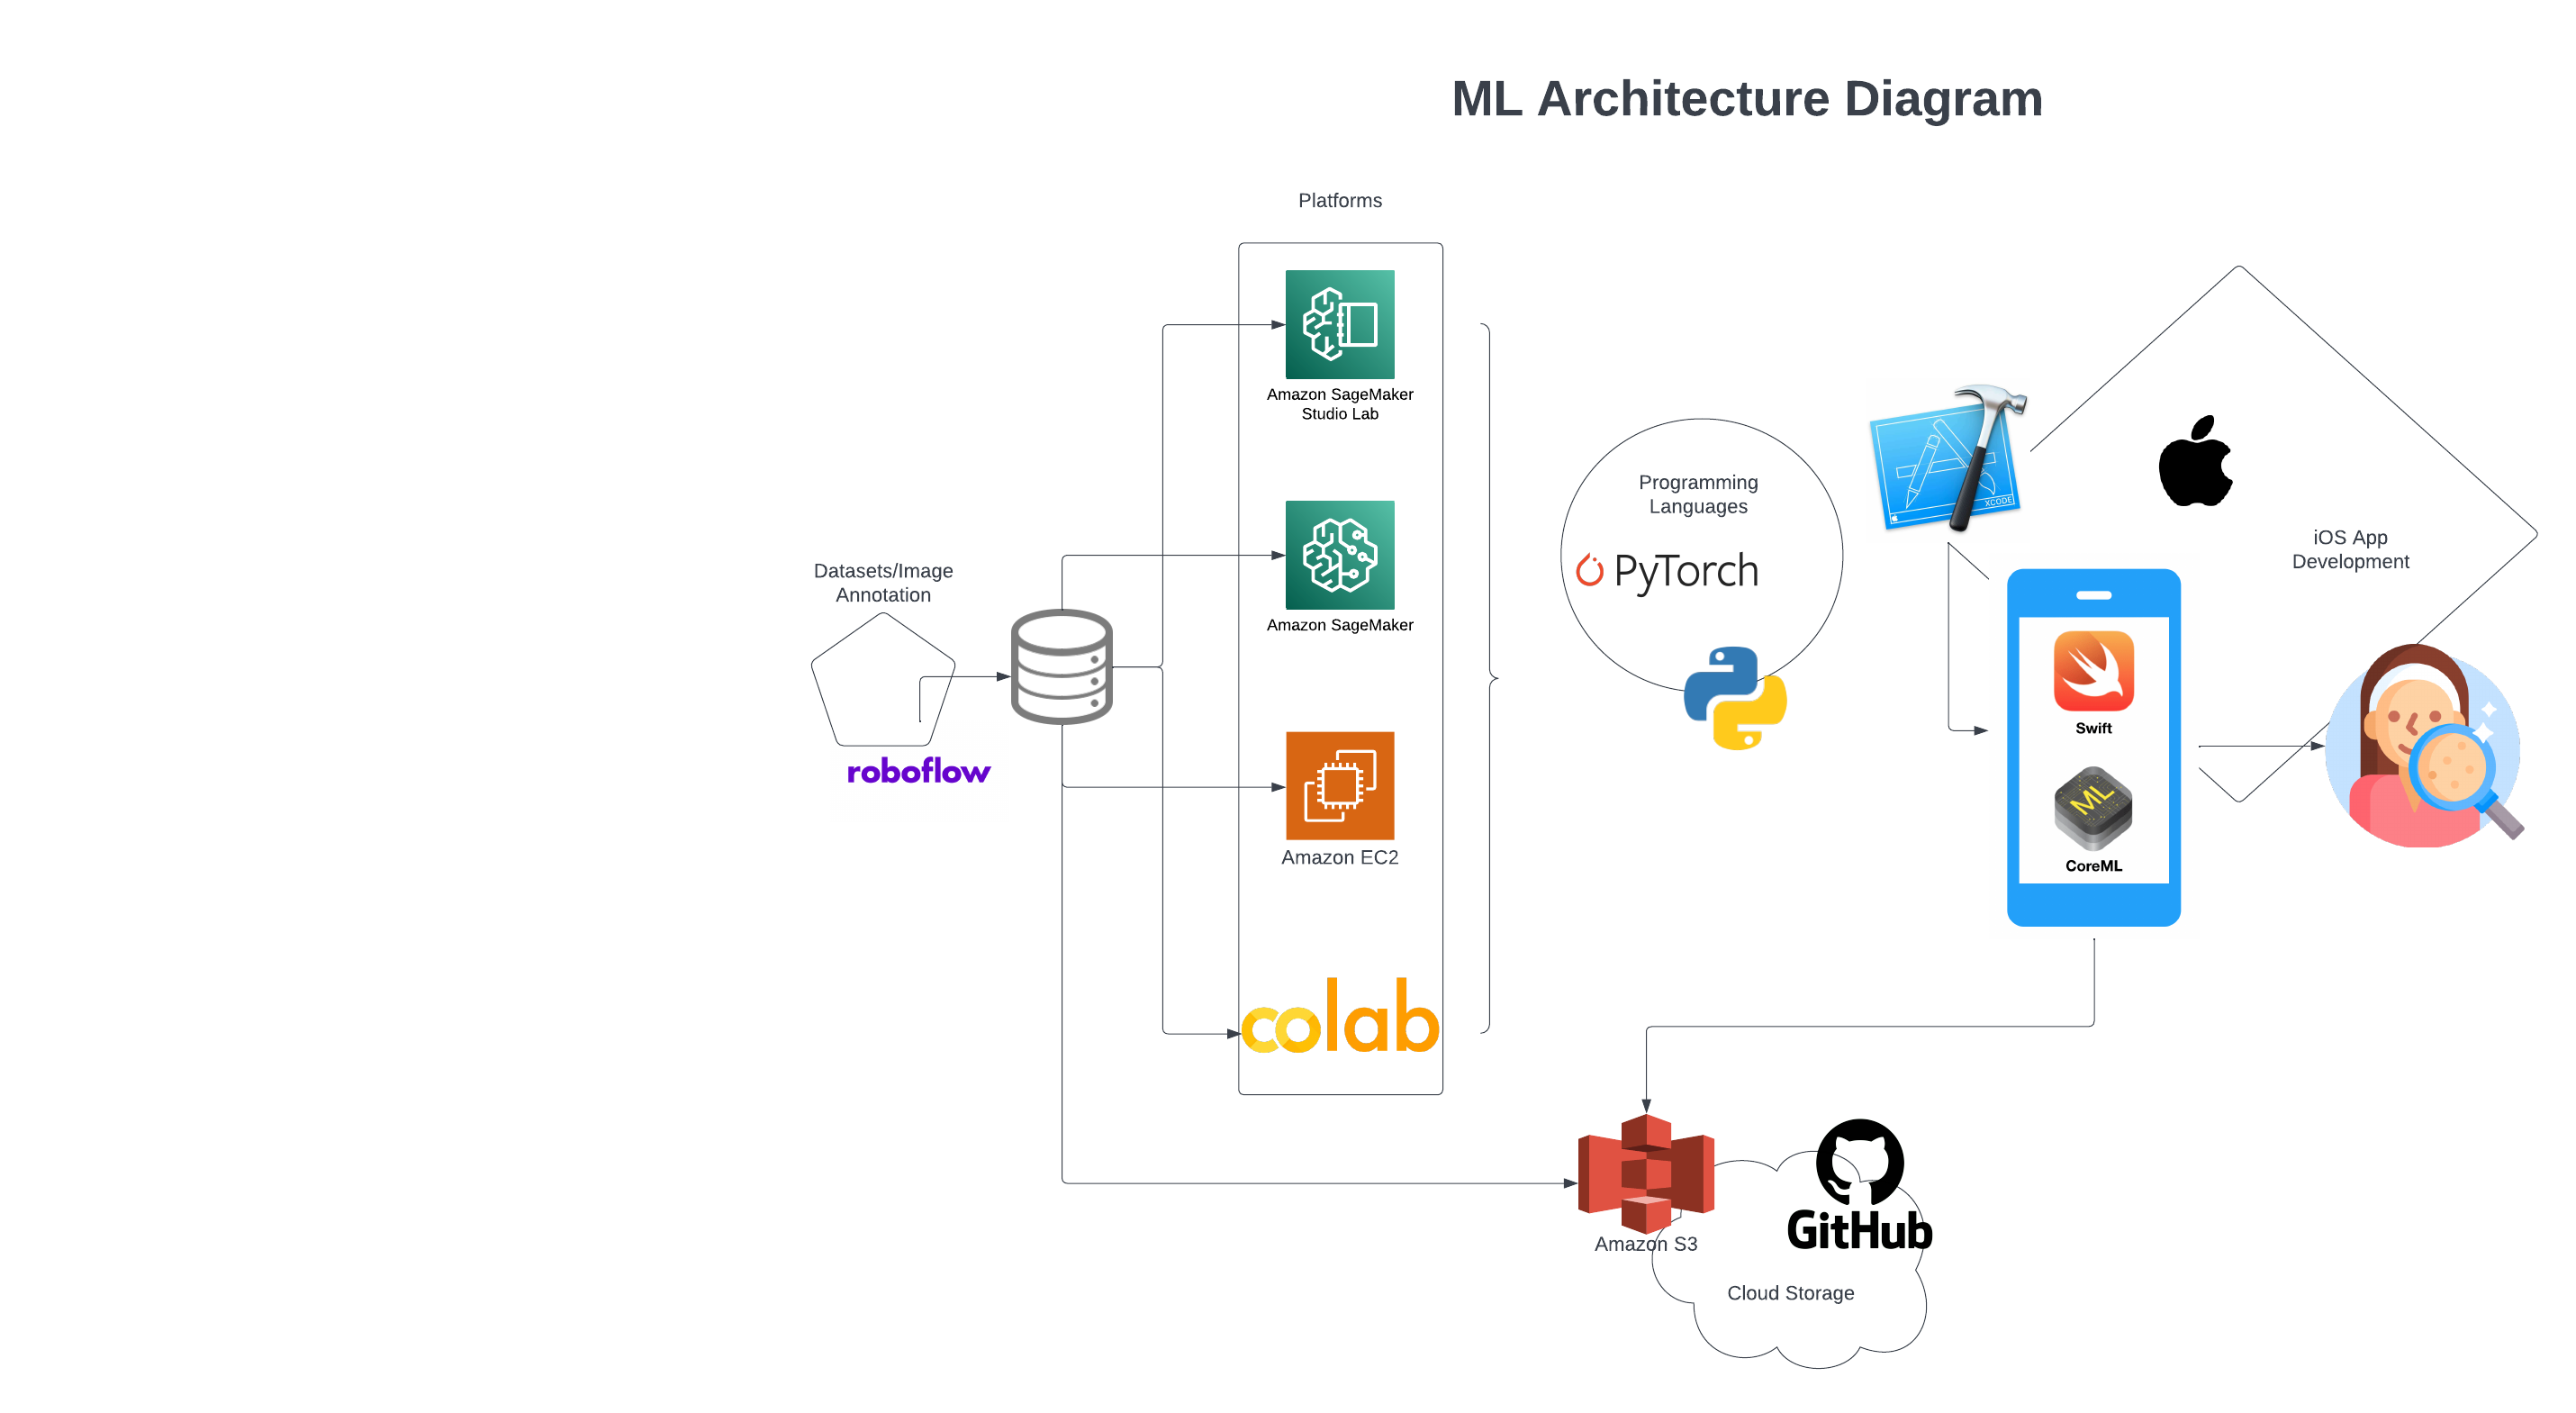 ML Architecture Diagram
Platforms
Amazon SageMaker
Studio Lab
Programming
Languages
PyTorch
XCODE
iOS App
Development
Datasets/Image
Annotation
Amazon SageMaker
roboflow
Swift
Amazon EC2
ML
CoreML
colab
Amazon S3
GitHub
Cloud Storage